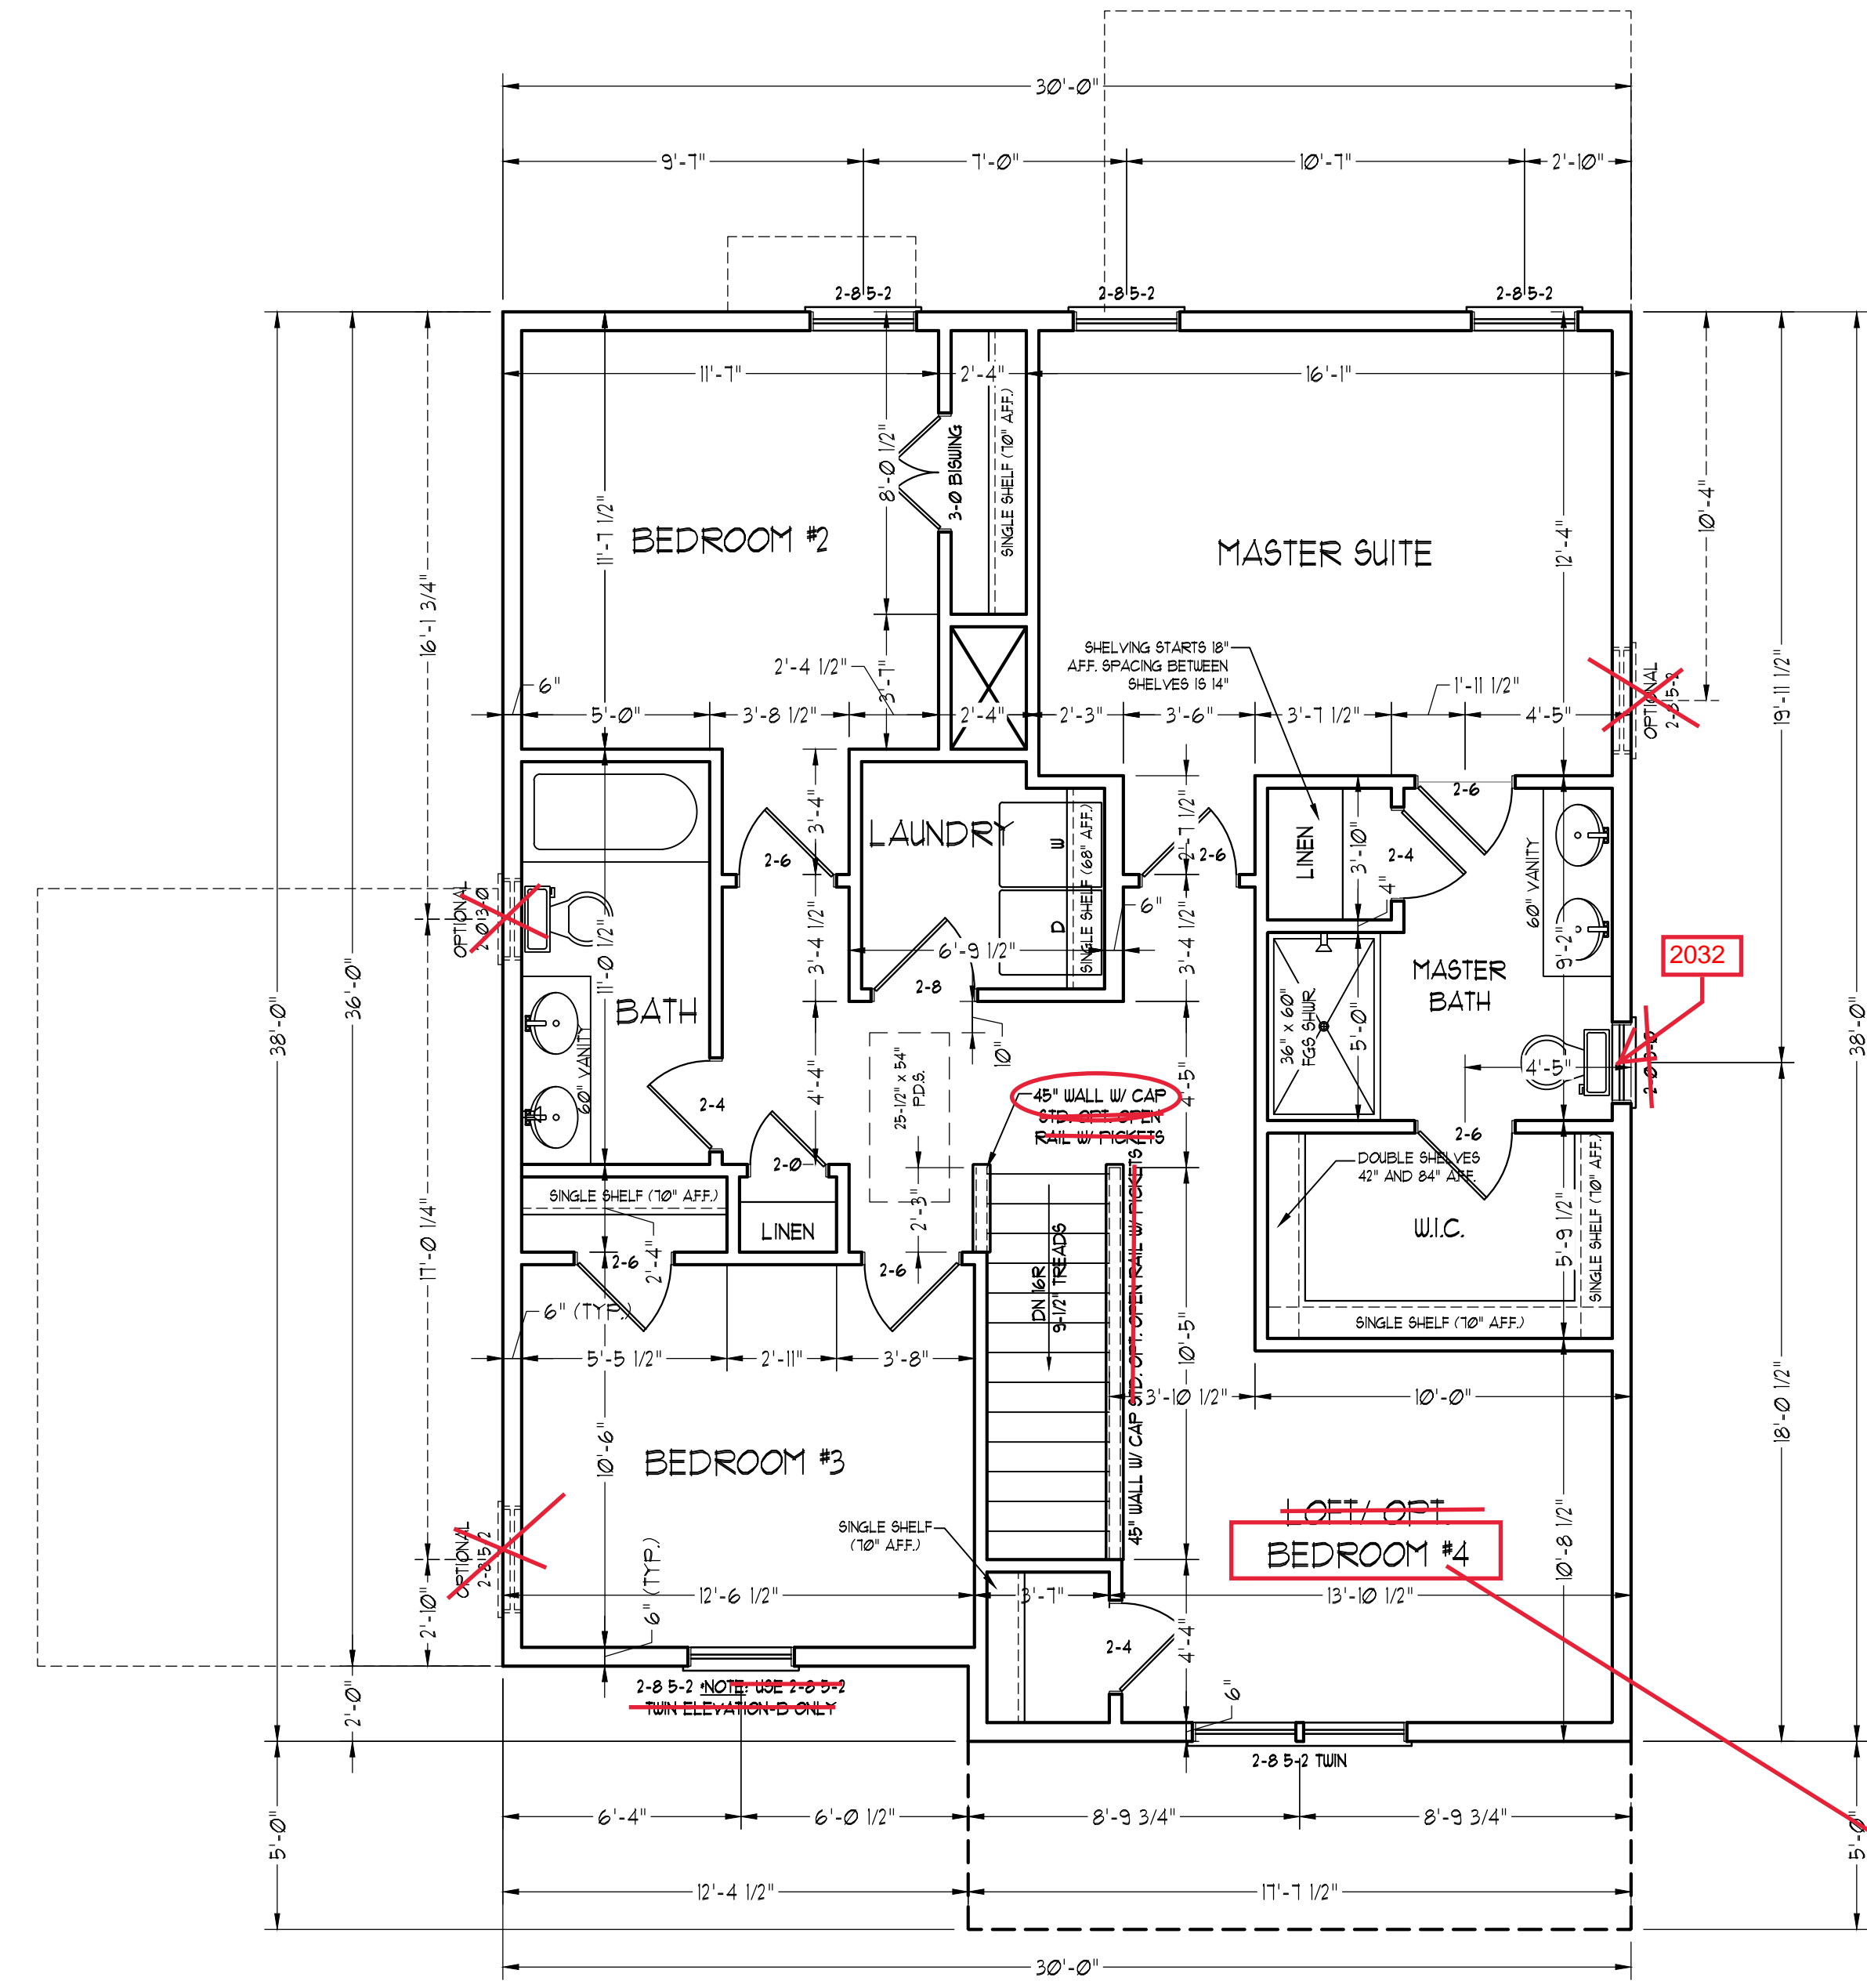 30'-0"
9'-7"
7'-0"
10'-7"
2'-10"
2-8 5-2
2-8 5-2
2-8 5-2
11'-7"
2'-4"
16'-1"
8'-0 1/2"
3-0 BISWING
SINGLE SHELF (70" A.F.F.)
11'-7 1/2"
BEDROOM #2
MASTER SUITE
12'-4"
10'-4"
16'-1 3/4"
SHELVING STARTS 18"
A.F.F. SPACING BETWEEN
SHELVES IS 14"
2'-4 1/2"
3'-7"
6"
1'-11 1/2"
OPTIONAL
2-8 5-2
19'-11 1/2"
5'-0"
3'-8 1/2"
2'-4"
2'-3"
3'-6"
3'-7 1/2"
4'-5"
2-6
3'-4"
LAUNDRY
W
SINGLE SHELF (68" A.F.F.)
2'-7 1/2"
2-6
2-6
LINEN
3'-10"
2-4
4"
60" VANITY
OPTIONAL
2-0 3-0
3'-4 1/2"
6'-9 1/2"
D
6"
3'-4 1/2"
9'-2"
2032
11'-0 1/2"
36'-0"
38'-0"
38'-0"
2-8
BATH
MASTER
BATH
36" x 60"
FGS SHWR
5'-0"
4'-5"
2-0 3-0
60" VANITY
4'-4"
25-1/2" x 54"
P.D.S.
10"
4'-5"
45" WALL W/ CAP
STD. OPT. OPEN
RAIL W/ PICKETS
2-4
2-0
2-6
DOUBLE SHELVES
42" AND 84" A.F.F.
SINGLE SHELF (70" A.F.F.)
LINEN
2'-3"
W.I.C.
5'-9 1/2"
SINGLE SHELF (70" A.F.F.)
17'-0 1/4"
2-6
2'-4"
2-6
DN 16R
9-1/2" TREADS
45" WALL W/ CAP STD. OPT. OPEN RAIL W/ PICKETS
6" (TYP.)
SINGLE SHELF (70" A.F.F.)
5'-5 1/2"
2'-11"
3'-8"
10'-5"
3'-10 1/2"
10'-0"
18'-0 1/2"
10'-6"
BEDROOM #3
LOFT/ OPT.
BEDROOM #4
10'-8 1/2"
OPTIONAL
2-8 5-2
SINGLE SHELF
(70" A.F.F.)
12'-6 1/2"
6" (TYP.)
3'-7"
13'-10 1/2"
2'-10"
2-4
4'-4"
2-8 5-2 *NOTE: USE 2-8 5-2
TWIN ELEVATION-B ONLY
6"
2'-0"
2-8 5-2 TWIN
6'-4"
6'-0 1/2"
8'-9 3/4"
8'-9 3/4"
5'-0"
5'-0"
12'-4 1/2"
17'-7 1/2"
30'-0"